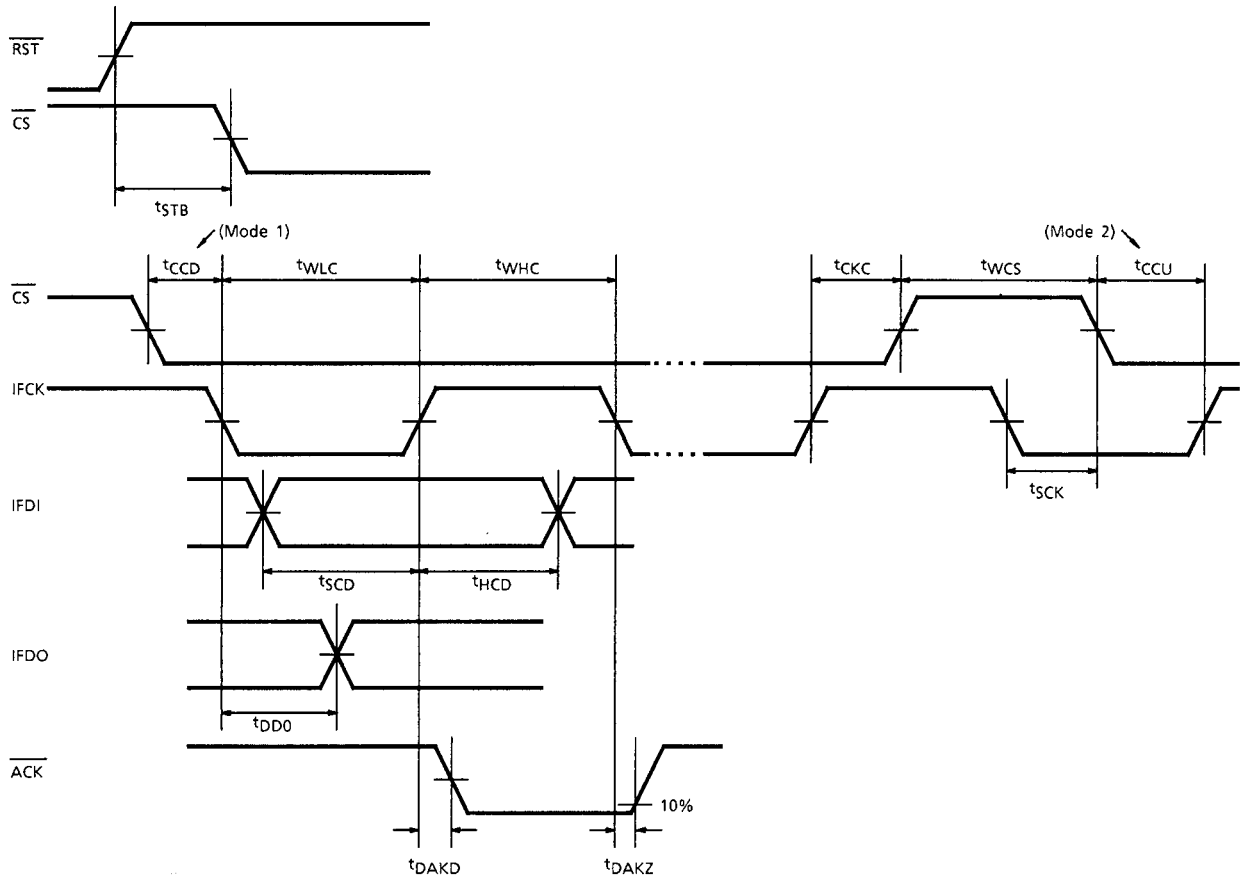 RST
CS
tSTB
(Mode 1)
(Mode 2)
tCCD
tWLC
tWHC
tCKC
tWCS
tCCU
CS
IFCK
tSCK
IFDI
tSCD
tHCD
IFDO
tDD0
ACK
10%
tDAKD
tDAKZ